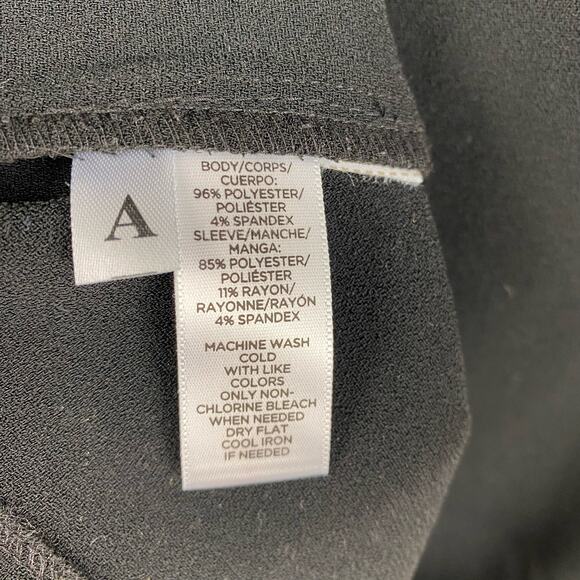 A
BODY/CORPS/
CUERPO:
96% POLYESTER/
POLIÉSTER
4% SPANDEX
SLEEVE/MANCHE/
MANGA:
85% POLYESTER/
POLIÉSTER
11% RAYON/
RAYONNE/RAYÓN
4% SPANDEX
MACHINE WASH
COLD
WITH LIKE
COLORS
ONLY NON-
CHLORINE BLEACH
WHEN NEEDED
DRY FLAT
COOL IRON
IF NEEDED